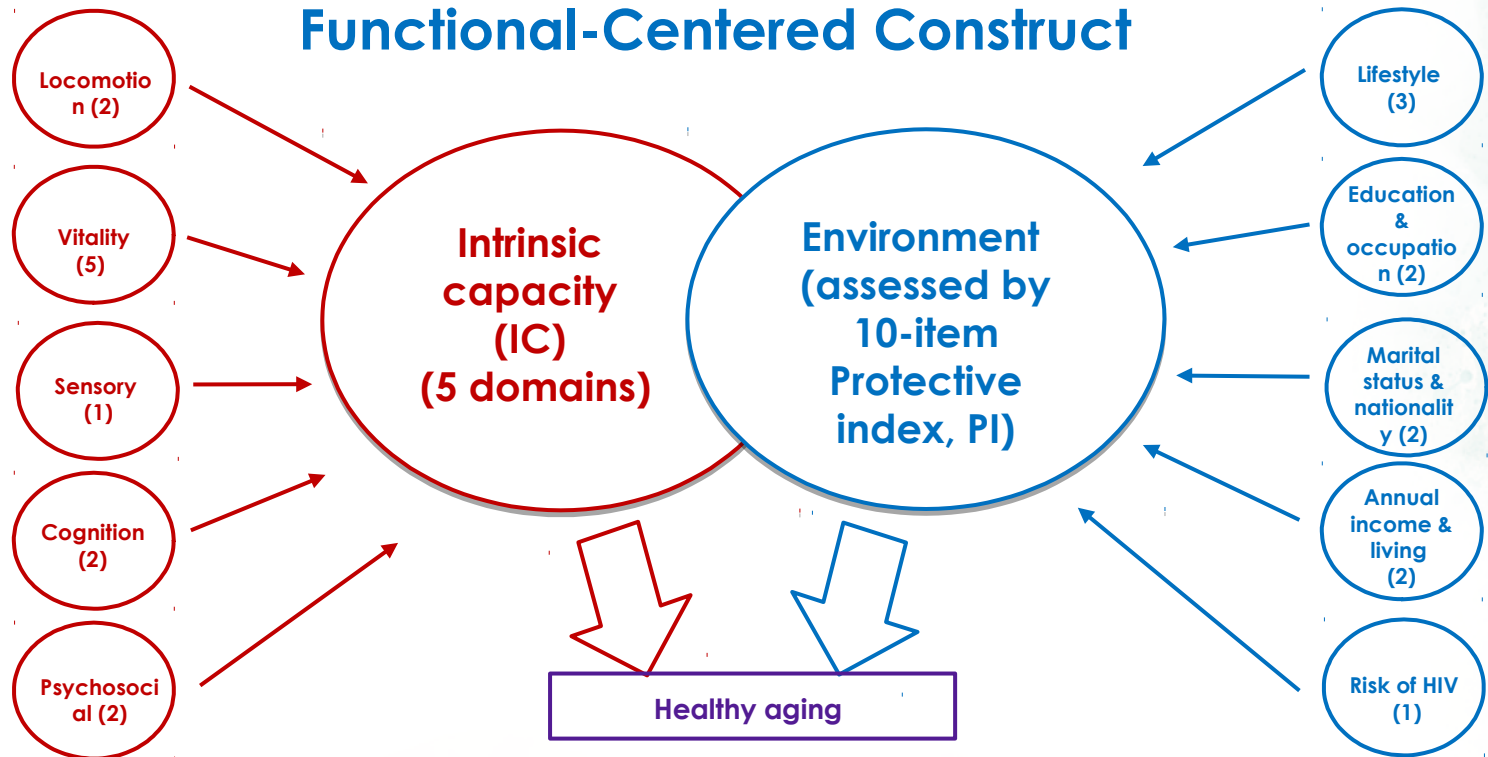 Functional-Centered Construct
Locomotio
n (2)
Vitality
(5)
Sensory
(1)
Cognition
(2)
Psychosoci
al (2)
Intrinsic
capacity
(IC)
(5 domains)
Environment
(assessed by
10-item
Protective
index, PI)
Lifestyle
(3)
Education
&
occupatio
n (2)
Marital
status &
nationalit
y (2)
Annual
income &
living
(2)
Risk of HIV
(1)
Healthy aging